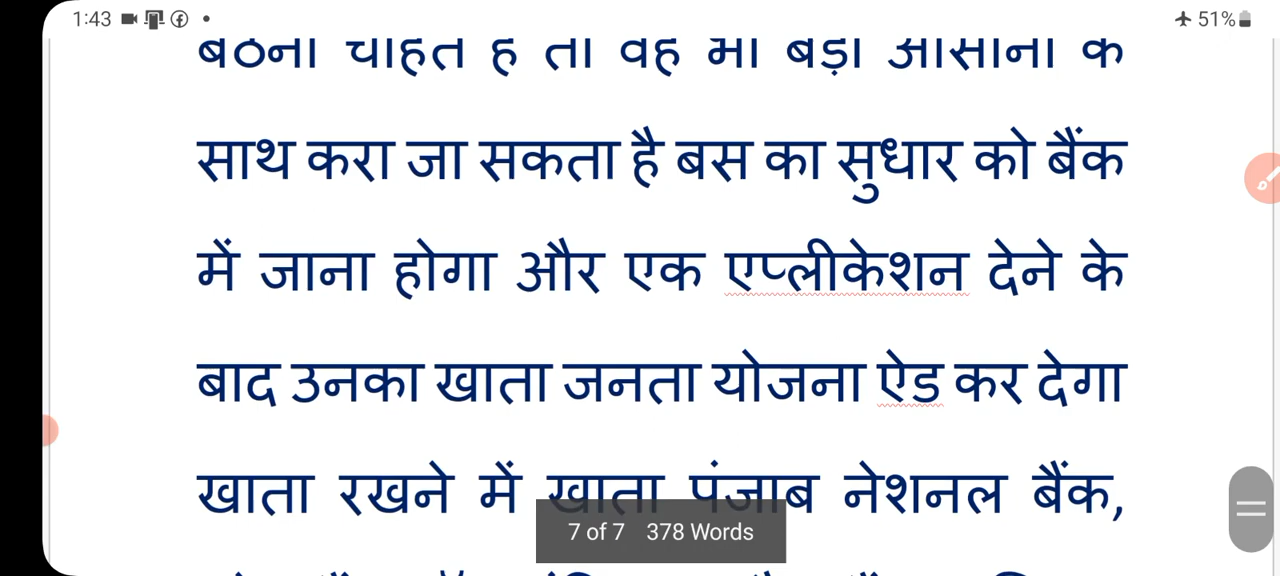 1:43 51%
साथ करा जा सकता है बस का सुधार को बैंक
में जाना होगा और एक एप्लीकेशन देने के
बाद उनका खाता जनता योजना ऐड कर देगा
खाता रखने में खाता पंजाब नेशनल बैंक,
7 of 7 378 Words